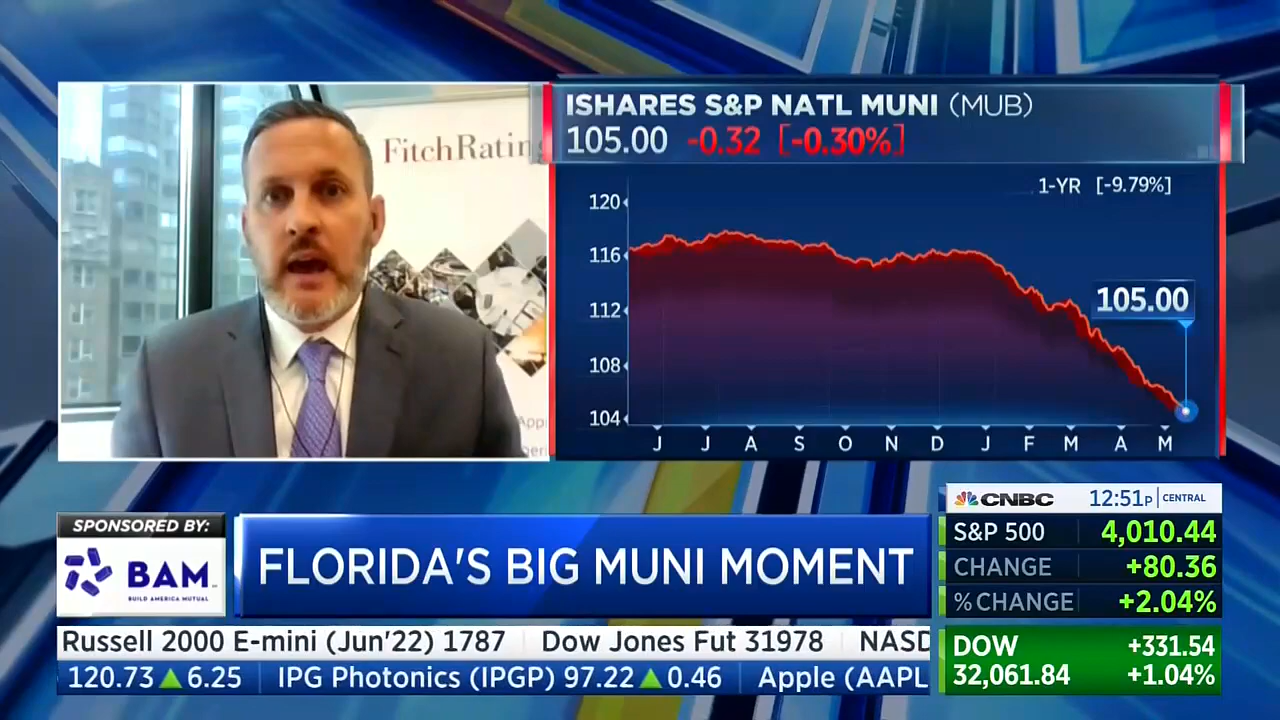 FitchRatin
ISHARES S&P NATL MUNI (MUB)
105.00 -0.32 [-0.30%]
1-YR [-9.79%]
120
116
112
108
104
105.00
J J A S O N D J F M A M
SPONSORED BY:
BAM
BUILD AMERICA MUTUAL
FLORIDA'S BIG MUNI MOMENT
CNBC 12:51P CENTRAL
S&P 500 4,010.44
CHANGE +80.36
% CHANGE +2.04%
DOW +331.54
32,061.84 +1.04%
Russell 2000 E-mini (Jun'22) 1787 Dow Jones Fut 31978 NASD
120.73 ▲6.25 IPG Photonics (IPGP) 97.22 ▲0.46 Apple (AAPL